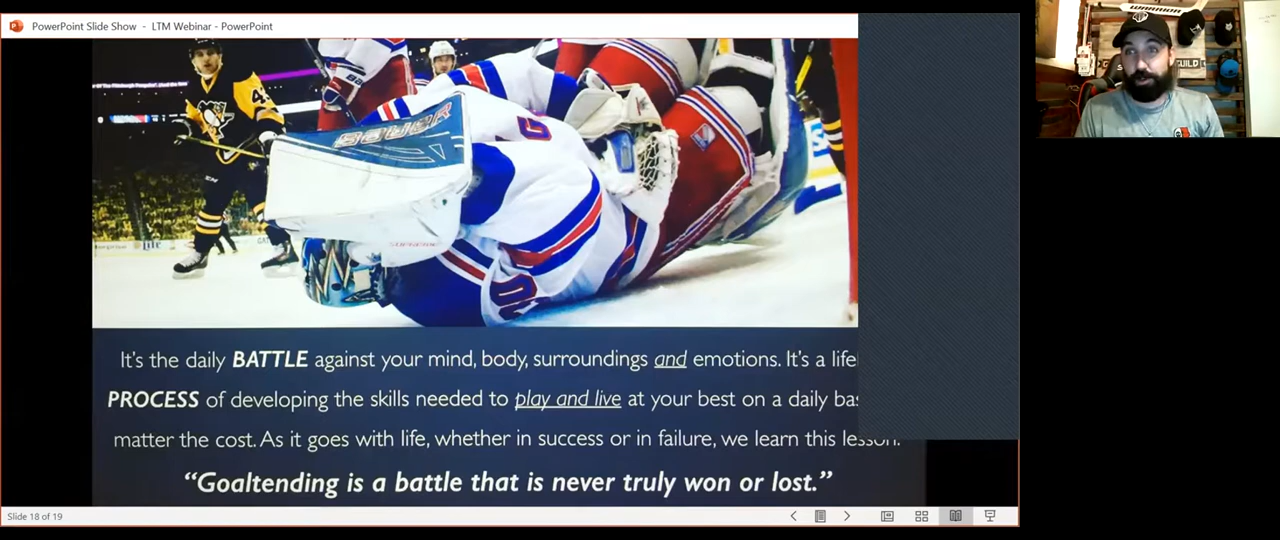 PowerPoint Slide Show - LTM Webinar - PowerPoint
WARRIOR
BAUER
It's the daily BATTLE against your mind, body, surroundings and emotions. It's a life
PROCESS of developing the skills needed to play and live at your best on a daily bas
matter the cost. As it goes with life, whether in success or in failure, we learn this lesson.
“Goaltending is a battle that is never truly won or lost.”
Slide 18 of 19